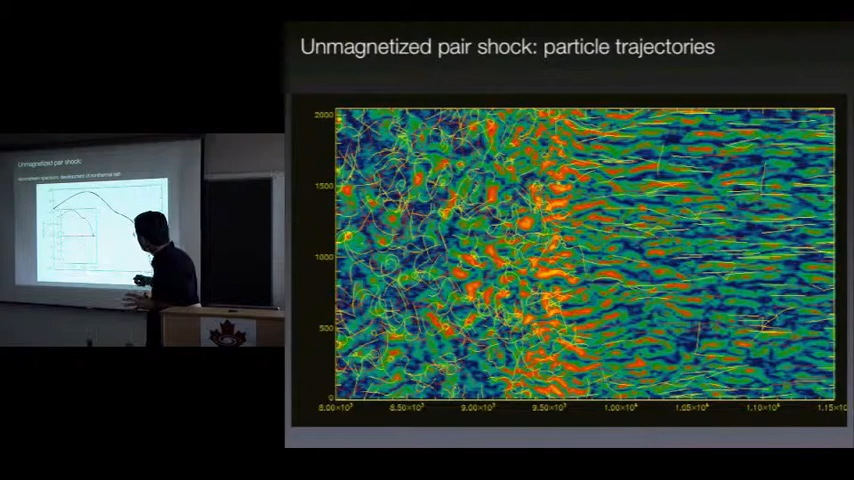 Unmagnetized pair shock: particle trajectories
2000
1500
1000
500
0
8.00×10³ 8.50×10³ 9.00×10³ 9.50×10³ 1.00×10⁴ 1.05×10⁴ 1.10×10⁴ 1.15×10
Unmagnetized pair shock: